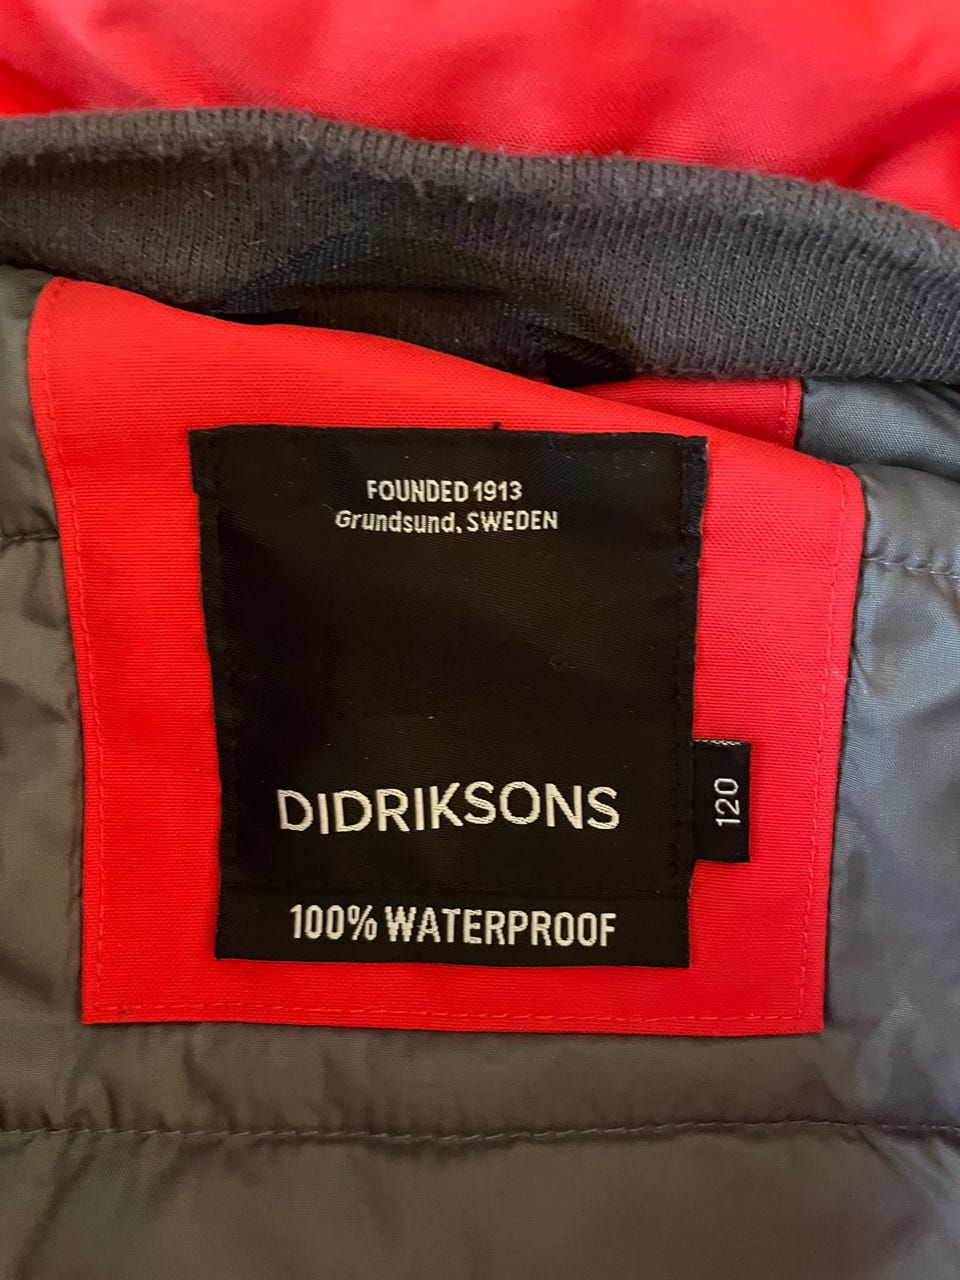 FOUNDED 1913
Grundsund, SWEDEN
DIDRIKSONS
120
100% WATERPROOF